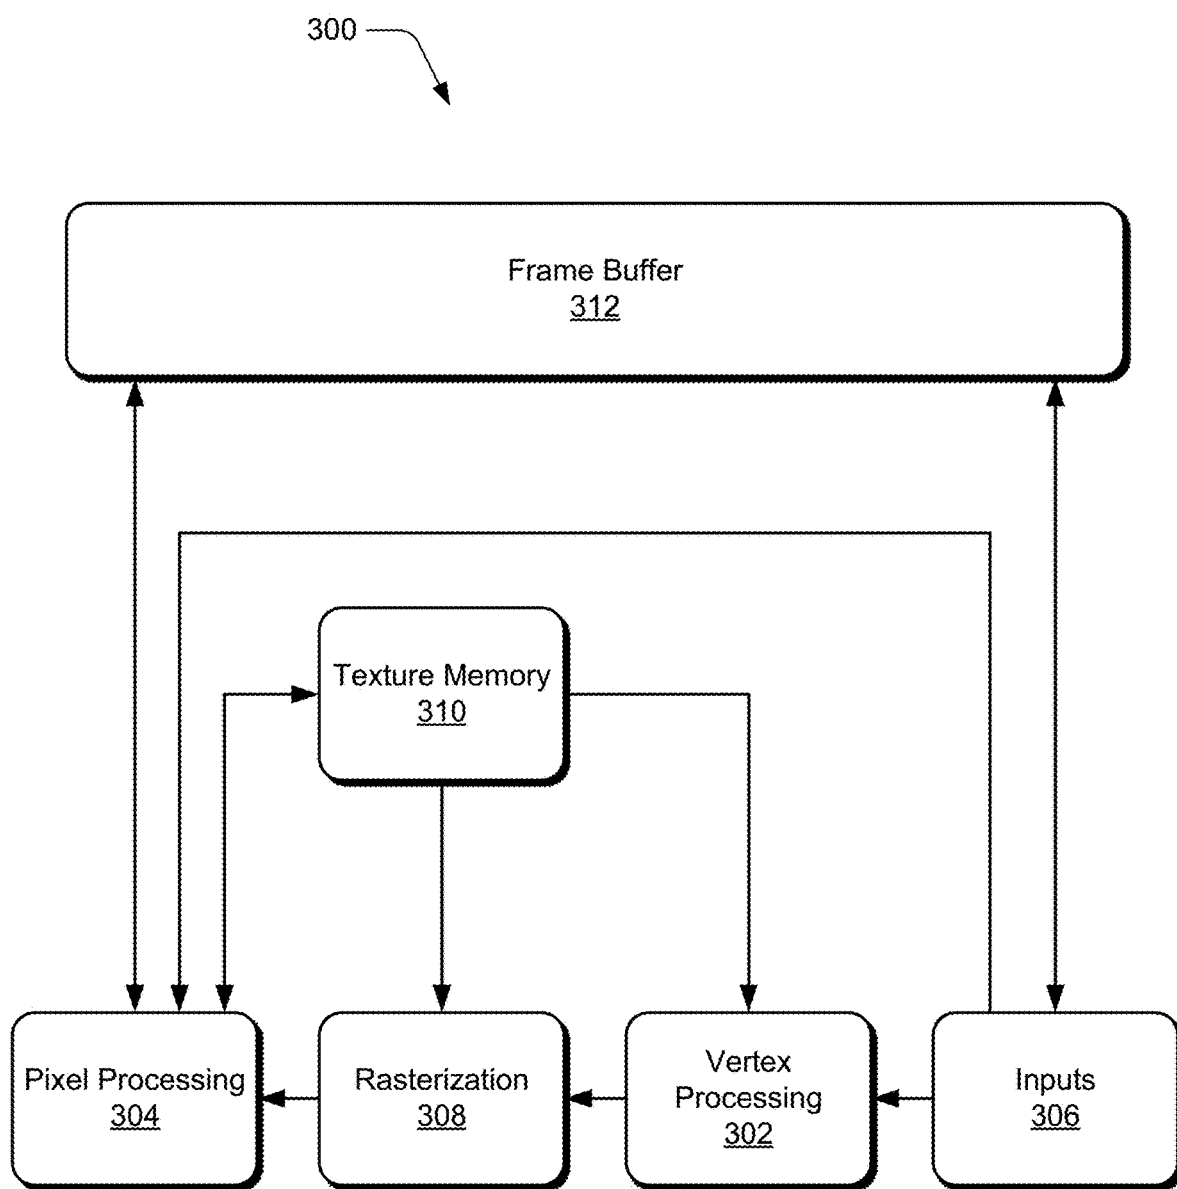 300
Frame Buffer
312
Texture Memory
310
Pixel Processing
304
Rasterization
308
Vertex
Processing
302
Inputs
306